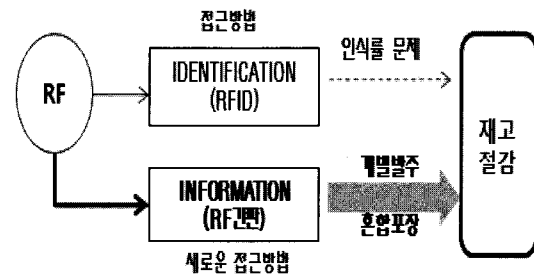 접근방법
RF
IDENTIFICATION
(RFID)
인식률 문제
재고
절감
INFORMATION
(RF간판)
개별발주
혼합포장
새로운 접근방법